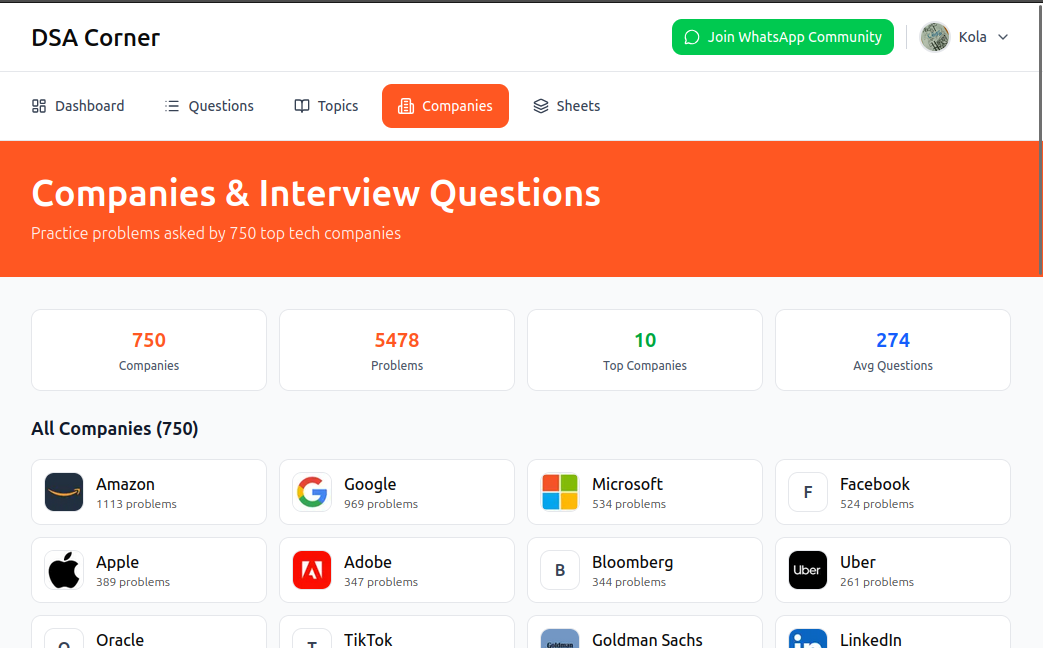 DSA Corner
Join WhatsApp Community
Kola
Dashboard
Questions
Topics
Companies
Sheets
Companies & Interview Questions
Practice problems asked by 750 top tech companies
750
Companies
5478
Problems
10
Top Companies
274
Avg Questions
All Companies (750)
Amazon
1113 problems
Google
969 problems
Microsoft
534 problems
F
Facebook
524 problems
Apple
389 problems
Adobe
347 problems
B
Bloomberg
344 problems
Uber
Uber
261 problems
Oracle
TikTok
Goldman
Goldman Sachs
in
LinkedIn